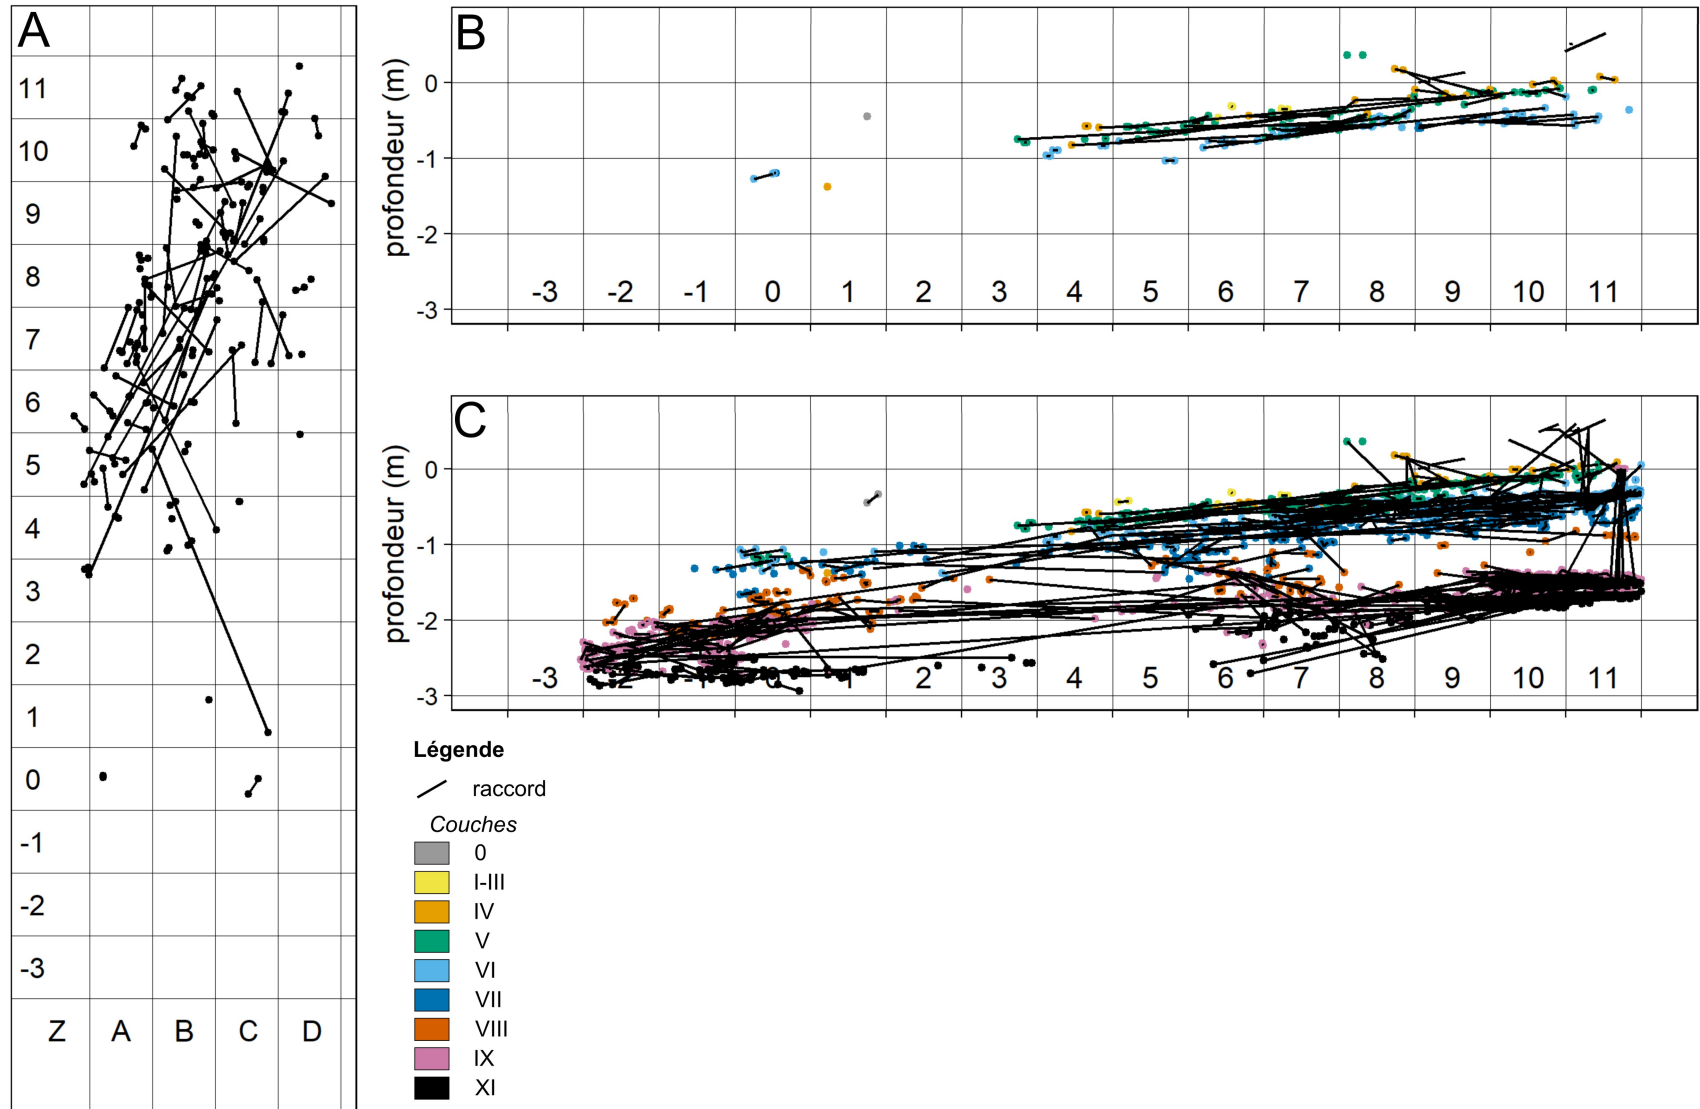 A
11
10
9
8
7
6
5
4
3
2
1
0
-1
-2
-3
Z A B C D
B
profondeur (m)
0
-1
-2
-3
-3 -2 -1 0 1 2 3 4 5 6 7 8 9 10 11
C
profondeur (m)
0
-1
-2
-3
-3 -2 -1 0 1 2 3 4 5 6 7 8 9 10 11
Légende
raccord
Couches
0
I-III
IV
V
VI
VII
VIII
IX
XI